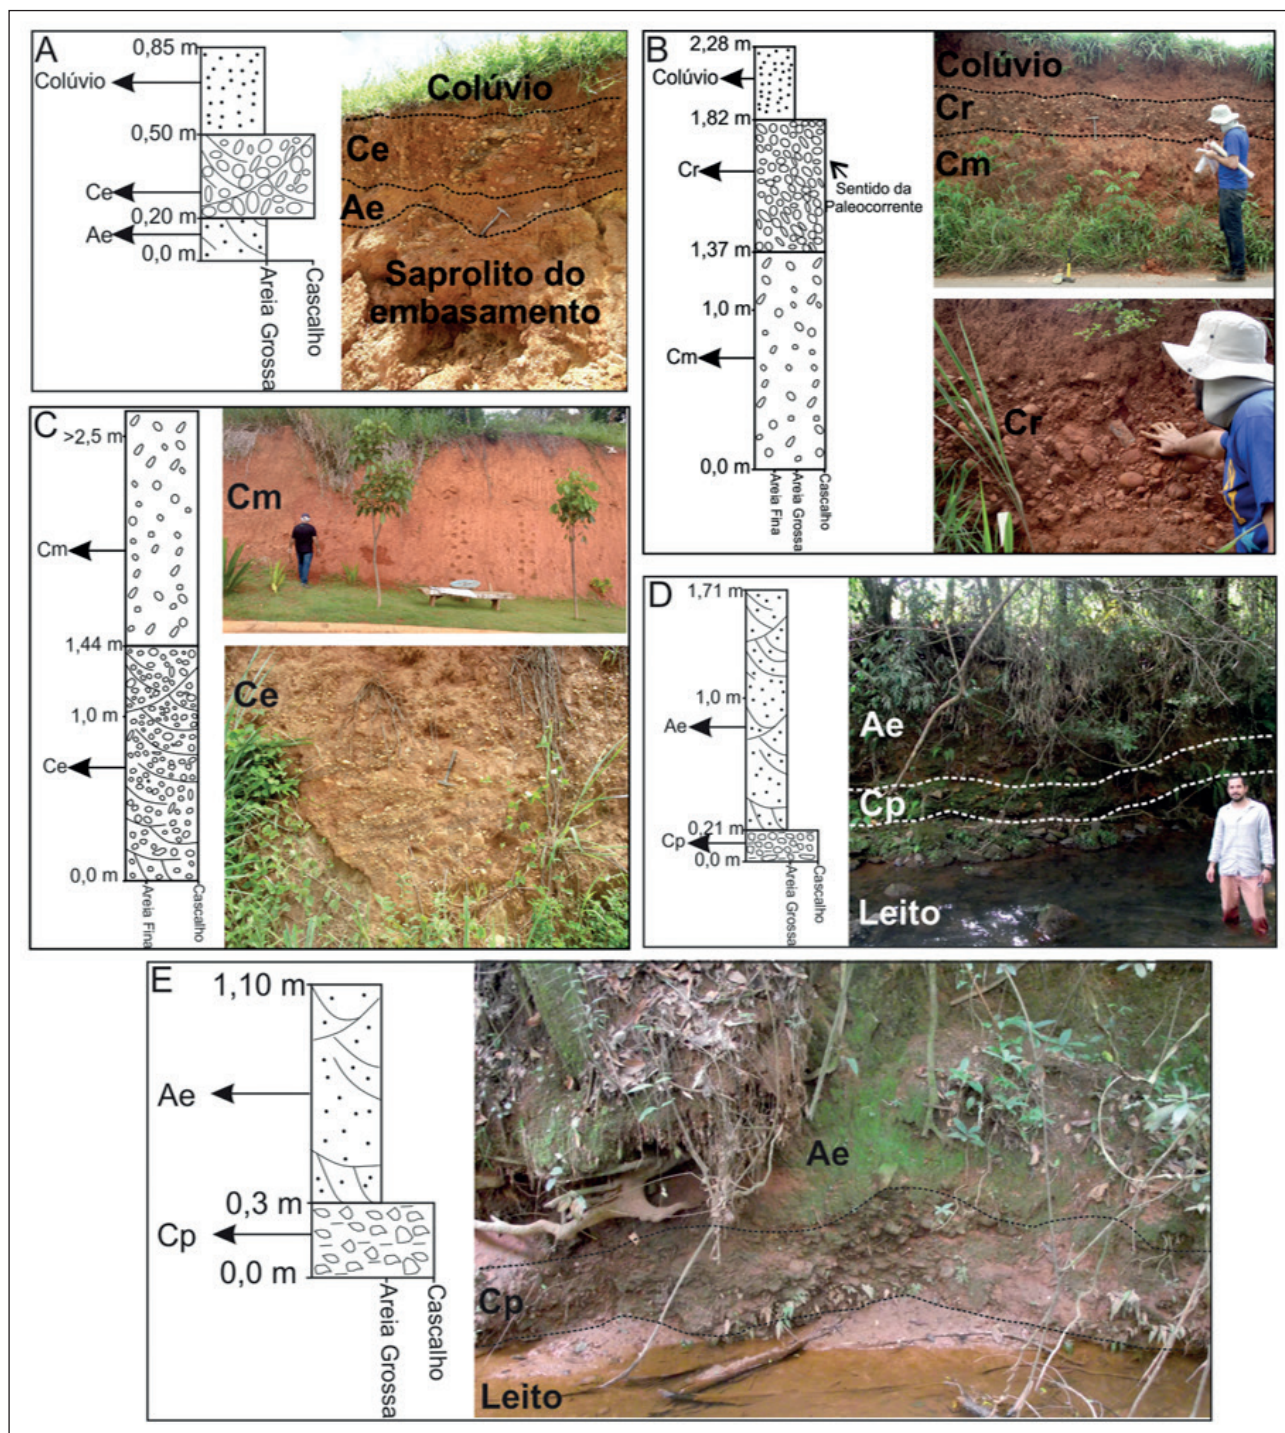 A
0,85 m
Colúvio
0,50 m
Ce
0,20 m
Ae
0,0 m
Areia Grossa
Cascalho
Colúvio
Ce
Ae
Saprolito do
embasamento
B
2,28 m
Colúvio
1,82 m
Cr
Sentido da
Paleocorrente
1,37 m
1,0 m
Cm
0,0 m
Areia Fina
Areia Grossa
Cascalho
Colúvio
Cr
Cm
Cr
C
>2,5 m
Cm
1,44 m
1,0 m
Ce
0,0 m
Areia Fina
Cascalho
Cm
Ce
D
1,71 m
1,0 m
Ae
0,21 m
Cp
0,0 m
Areia Grossa
Cascalho
Ae
Cp
Leito
E
1,10 m
Ae
0,3 m
Cp
0,0 m
Areia Grossa
Cascalho
Ae
Cp
Leito